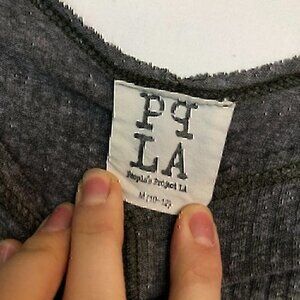 PP
LA
People's Project LA
M (10-12)